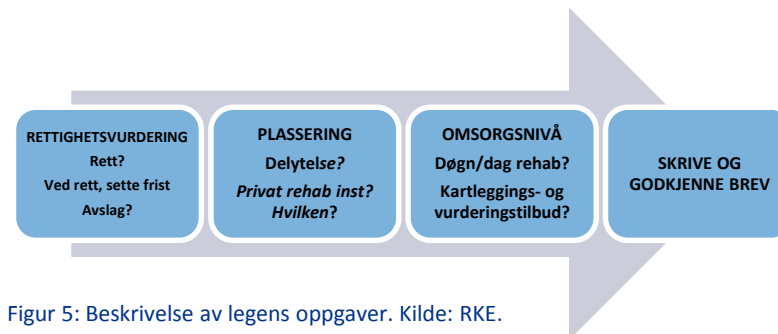 RETTIGHETSVURDERING
Rett?
Ved rett, sette frist
Avslag?
PLASSERING
Delytelse?
Privat rehab inst?
Hvilken?
OMSORGSNIVÅ
Døgn/dag rehab?
Kartleggings- og
vurderingstilbud?
SKRIVE OG
GODKJENNE BREV
Figur 5: Beskrivelse av legens oppgaver. Kilde: RKE.